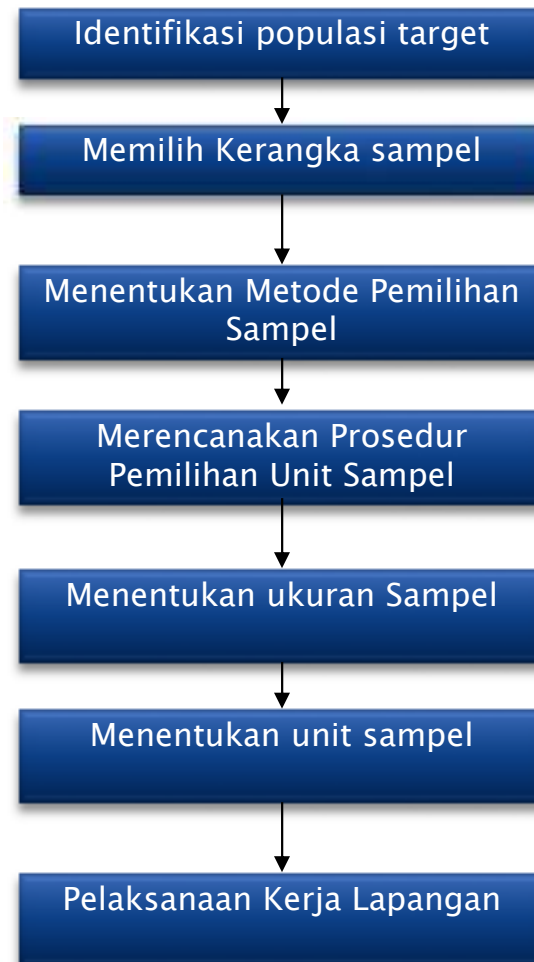 Identifikasi populasi target
Memilih Kerangka sampel
Menentukan Metode Pemilihan
Sampel
Merencanakan Prosedur
Pemilihan Unit Sampel
Menentukan ukuran Sampel
Menentukan unit sampel
Pelaksanaan Kerja Lapangan